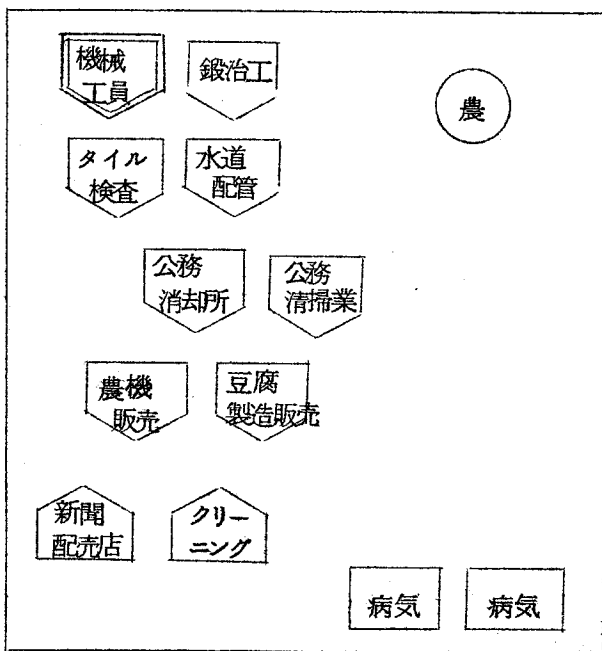 機械
工員
鍛治工
農
タイル
検査
水道
配管
公務
消却所
公務
清掃業
農機
販売
豆腐
製造販売
新聞
配売店
クリー
ニング
病気
病気